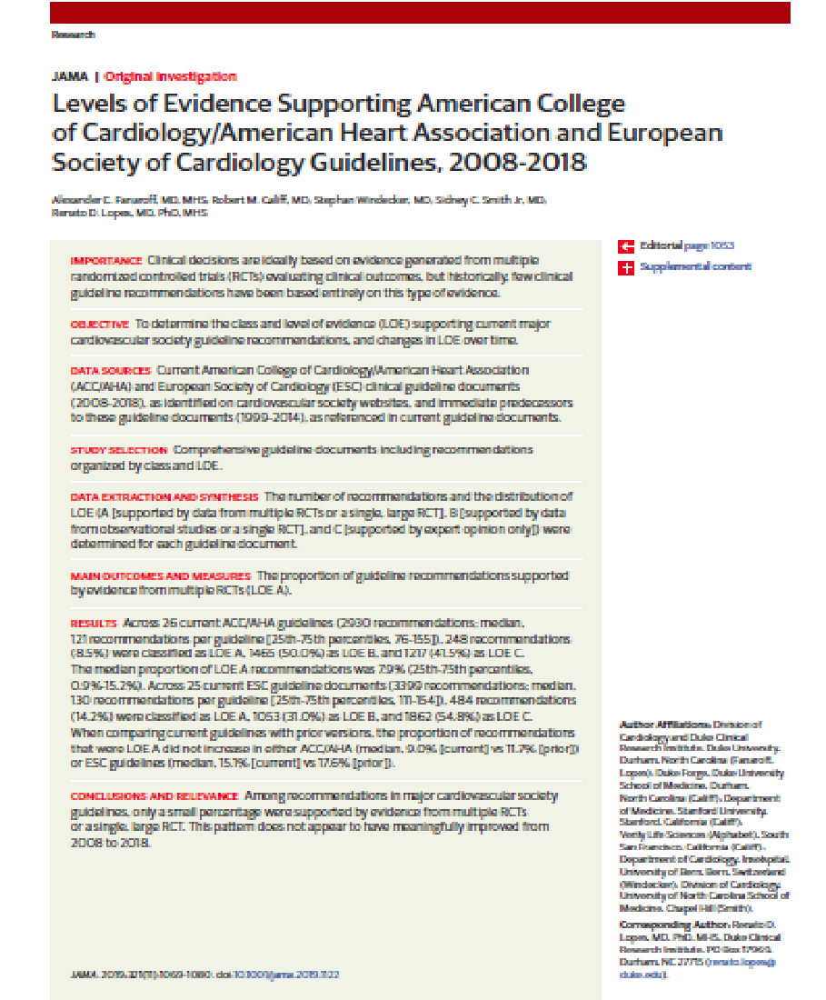 Research
JAMA | Original Investigation
Levels of Evidence Supporting American College
of Cardiology/American Heart Association and European
Society of Cardiology Guidelines, 2008-2018
Alexander C. Fanaroff, MD, MHS; Robert M. Califf, MD; Stephan Windecker, MD; Sidney C. Smith Jr, MD;
Renato D. Lopes, MD, PhD, MHS
IMPORTANCE Clinical decisions are ideally based on evidence generated from multiple
randomized controlled trials (RCTs) evaluating clinical outcomes, but historically, few clinical
guideline recommendations have been based entirely on this type of evidence.
OBJECTIVE To determine the class and level of evidence (LOE) supporting current major
cardiovascular society guideline recommendations, and changes in LOE over time.
DATA SOURCES Current American College of Cardiology/American Heart Association
(ACC/AHA) and European Society of Cardiology (ESC) clinical guideline documents
(2008-2018), as identified on cardiovascular society websites, and immediate predecessors
to these guideline documents (1999-2014), as referenced in current guideline documents.
STUDY SELECTION Comprehensive guideline documents including recommendations
organized by class and LOE.
DATA EXTRACTION AND SYNTHESIS The number of recommendations and the distribution of
LOE (A [supported by data from multiple RCTs or a single, large RCT], B [supported by data
from observational studies or a single RCT], and C [supported by expert opinion only]) were
determined for each guideline document.
MAIN OUTCOMES AND MEASURES The proportion of guideline recommendations supported
by evidence from multiple RCTs (LOE A).
RESULTS Across 26 current ACC/AHA guidelines (2930 recommendations; median,
121 recommendations per guideline [25th-75th percentiles, 76-155]), 248 recommendations
(8.5%) were classified as LOE A, 1465 (50.0%) as LOE B, and 1217 (41.5%) as LOE C.
The median proportion of LOE A recommendations was 7.9% (25th-75th percentiles,
0.9%-15.2%). Across 25 current ESC guideline documents (3399 recommendations; median,
130 recommendations per guideline [25th-75th percentiles, 111-154]), 484 recommendations
(14.2%) were classified as LOE A, 1053 (31.0%) as LOE B, and 1862 (54.8%) as LOE C.
When comparing current guidelines with prior versions, the proportion of recommendations
that were LOE A did not increase in either ACC/AHA (median, 9.0% [current] vs 11.7% [prior])
or ESC guidelines (median, 15.1% [current] vs 17.6% [prior]).
CONCLUSIONS AND RELEVANCE Among recommendations in major cardiovascular society
guidelines, only a small percentage were supported by evidence from multiple RCTs
or a single, large RCT. This pattern does not appear to have meaningfully improved from
2008 to 2018.
JAMA. 2019;321(11):1069-1080. doi:10.1001/jama.2019.1122
Editorial page 1053
Supplemental content
Author Affiliations: Division of
Cardiology and Duke Clinical
Research Institute, Duke University,
Durham, North Carolina (Fanaroff,
Lopes); Duke Forge, Duke University
School of Medicine, Durham,
North Carolina (Califf); Department
of Medicine, Stanford University,
Stanford, California (Califf);
Verily Life Sciences (Alphabet), South
San Francisco, California (Califf);
Department of Cardiology, Inselspital,
University of Bern, Bern, Switzerland
(Windecker); Division of Cardiology,
University of North Carolina School of
Medicine, Chapel Hill (Smith).
Corresponding Author: Renato D.
Lopes, MD, PhD, MHS, Duke Clinical
Research Institute, PO Box 17969,
Durham, NC 27715 (renato.lopes@
duke.edu).